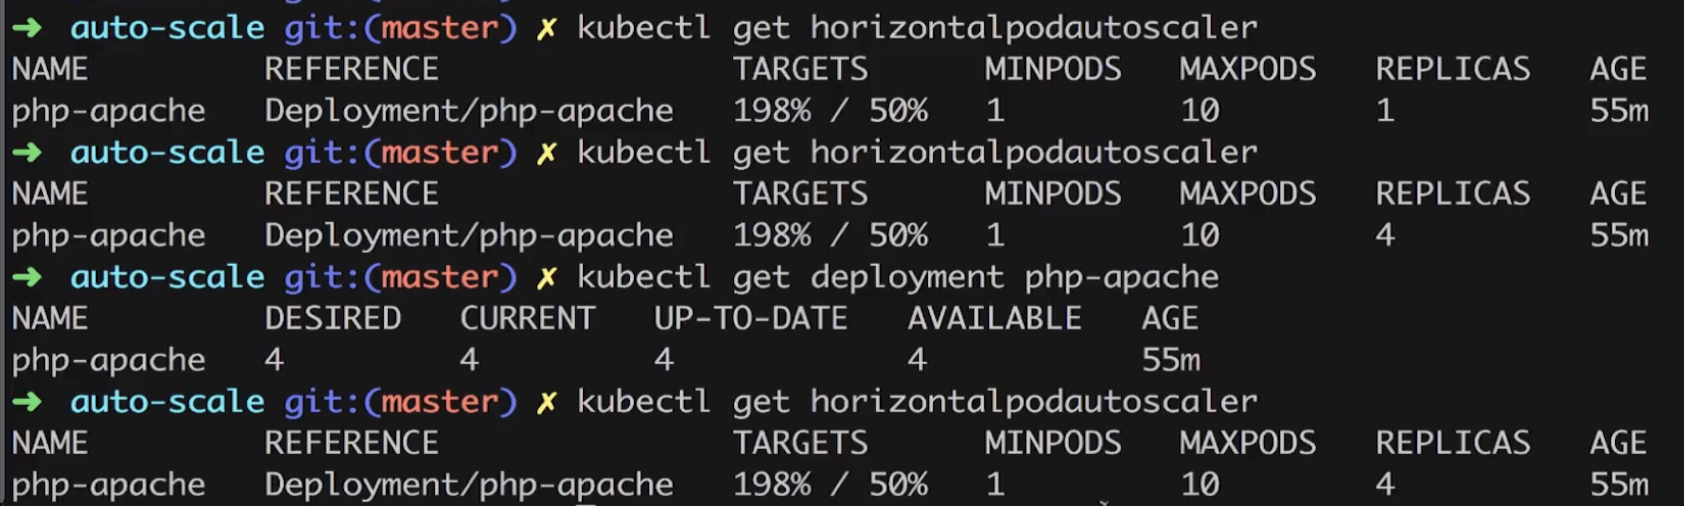 ➜ auto-scale git:(master) ✗ kubectl get horizontalpodautoscaler
NAME REFERENCE TARGETS MINPODS MAXPODS REPLICAS AGE
php-apache Deployment/php-apache 198% / 50% 1 10 1 55m
➜ auto-scale git:(master) ✗ kubectl get horizontalpodautoscaler
NAME REFERENCE TARGETS MINPODS MAXPODS REPLICAS AGE
php-apache Deployment/php-apache 198% / 50% 1 10 4 55m
➜ auto-scale git:(master) ✗ kubectl get deployment php-apache
NAME DESIRED CURRENT UP-TO-DATE AVAILABLE AGE
php-apache 4 4 4 4 55m
➜ auto-scale git:(master) ✗ kubectl get horizontalpodautoscaler
NAME REFERENCE TARGETS MINPODS MAXPODS REPLICAS AGE
php-apache Deployment/php-apache 198% / 50% 1 10 4 55m